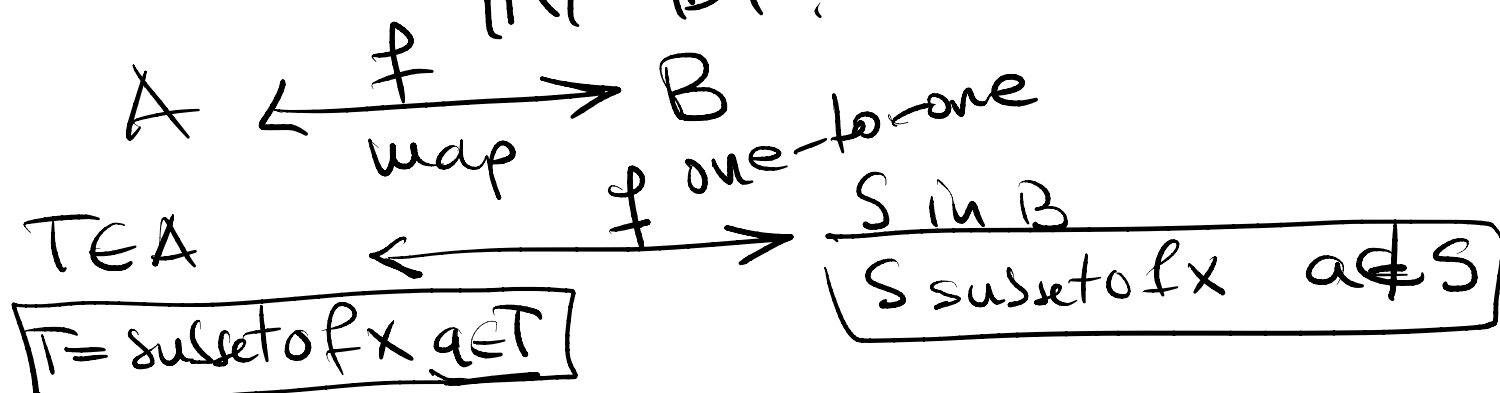 f
A ⟷ B
map
f one-to-one
T∈A ⟷ S in B
T= subset of x a∈T
S subset of x a∉S